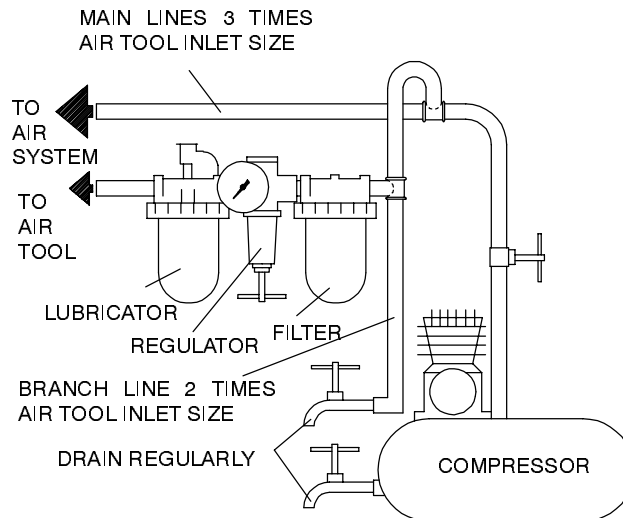 MAIN LINES 3 TIMES
AIR TOOL INLET SIZE
TO
AIR
SYSTEM
TO
AIR
TOOL
LUBRICATOR
REGULATOR
FILTER
BRANCH LINE 2 TIMES
AIR TOOL INLET SIZE
DRAIN REGULARLY
COMPRESSOR